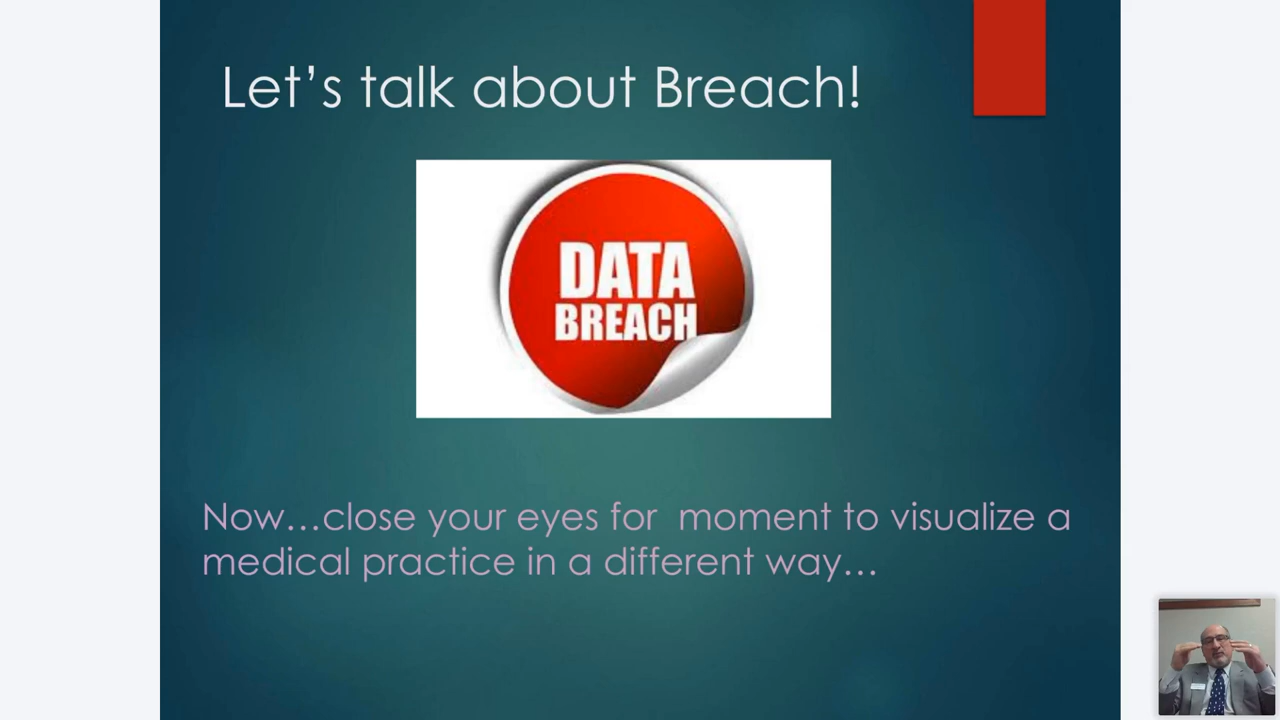 Let’s talk about Breach!
DATA
BREACH
Now…close your eyes for  moment to visualize a
medical practice in a different way…